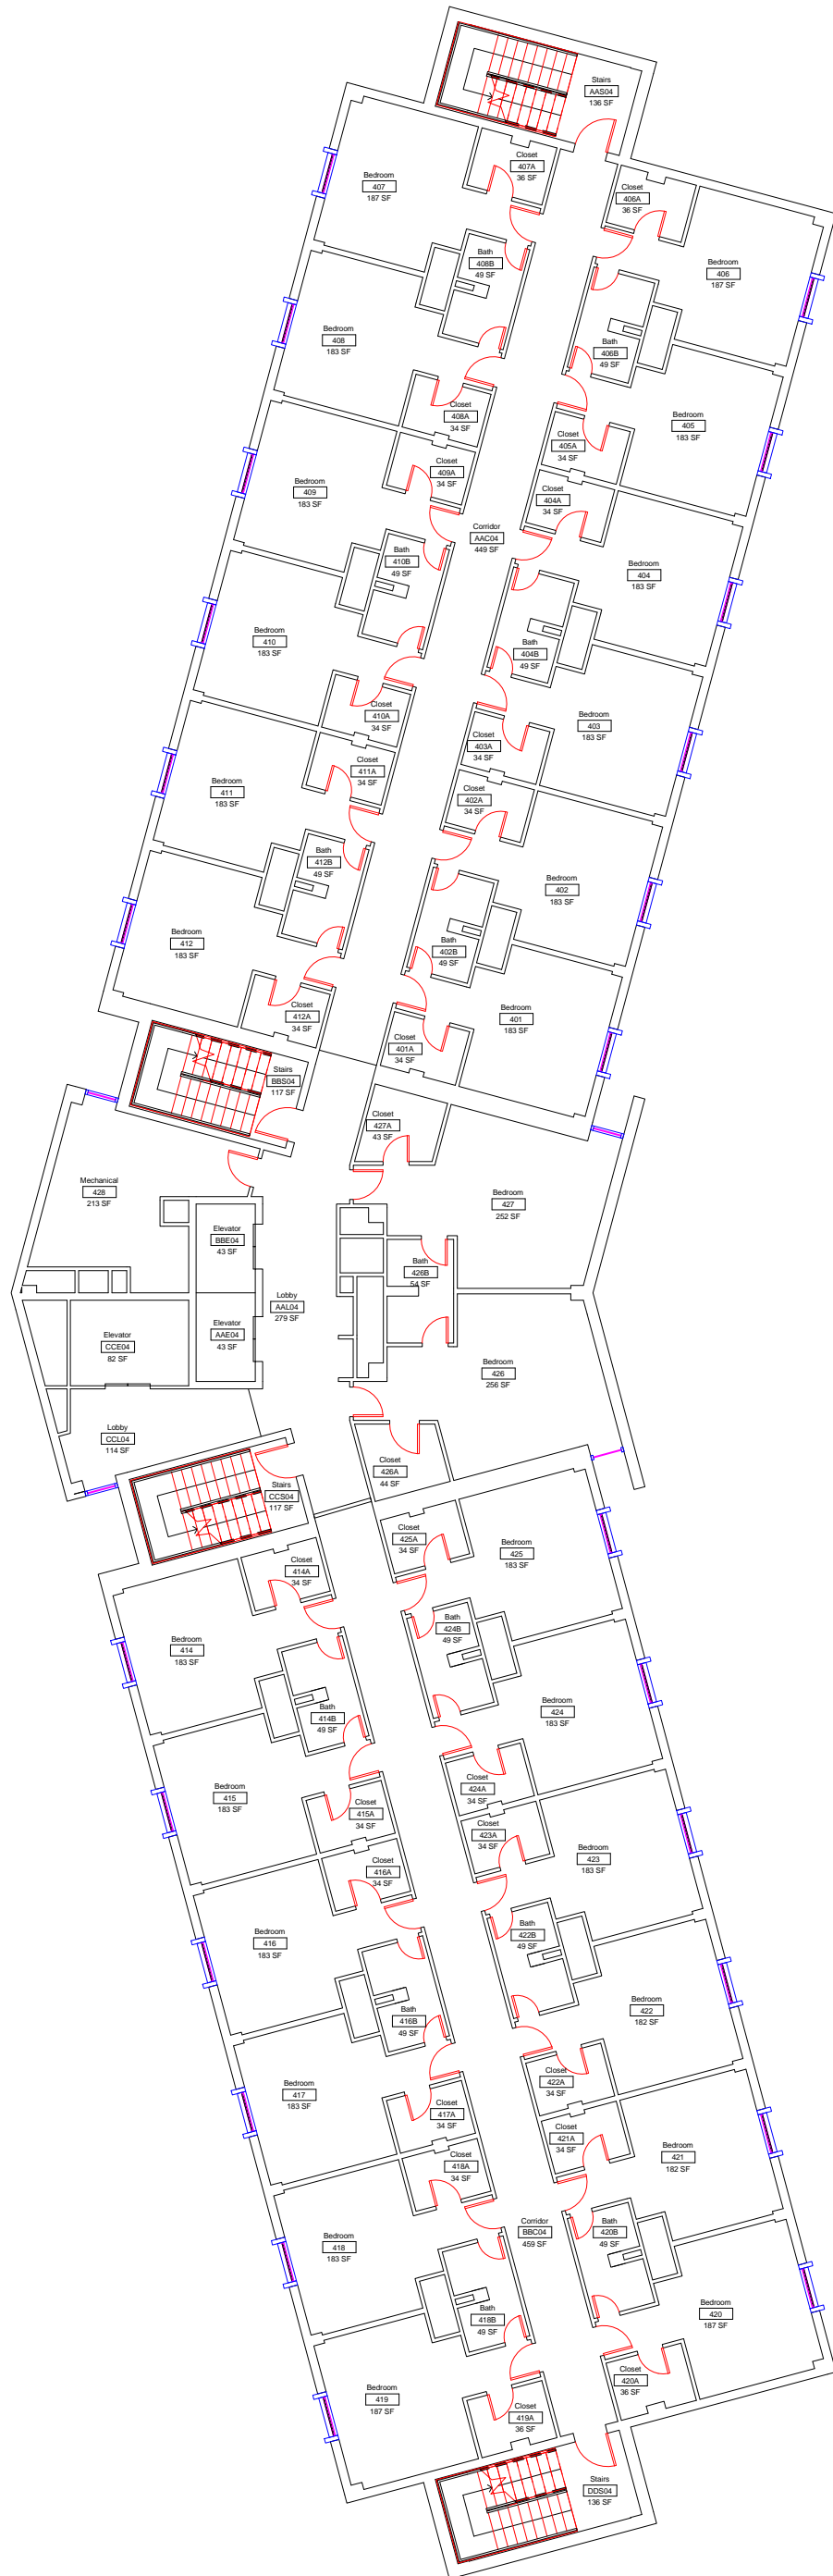 Stairs
AAS04
136 SF
Closet
407A
36 SF
Bedroom
407
187 SF
Closet
406A
36 SF
Bath
408B
49 SF
Bedroom
406
187 SF
Bedroom
408
183 SF
Bath
406B
49 SF
Closet
408A
34 SF
Bedroom
405
183 SF
Closet
405A
34 SF
Closet
409A
34 SF
Bedroom
409
183 SF
Closet
404A
34 SF
Corridor
AAC04
449 SF
Bath
410B
49 SF
Bedroom
404
183 SF
Bedroom
410
183 SF
Bath
404B
49 SF
Closet
410A
34 SF
Bedroom
403
183 SF
Closet
403A
34 SF
Closet
411A
34 SF
Bedroom
411
183 SF
Closet
402A
34 SF
Bath
412B
49 SF
Bedroom
402
183 SF
Bedroom
412
183 SF
Bath
402B
49 SF
Closet
412A
34 SF
Bedroom
401
183 SF
Closet
401A
34 SF
Stairs
BBS04
117 SF
Closet
427A
43 SF
Mechanical
428
213 SF
Bedroom
427
252 SF
Elevator
BBE04
43 SF
Bath
426B
54 SF
Lobby
AAL04
279 SF
Elevator
AAE04
43 SF
Elevator
CCE04
82 SF
Bedroom
426
256 SF
Lobby
CCL04
114 SF
Closet
426A
44 SF
Stairs
CCS04
117 SF
Closet
425A
34 SF
Bedroom
425
183 SF
Closet
414A
34 SF
Bath
424B
49 SF
Bedroom
414
183 SF
Bath
414B
49 SF
Bedroom
424
183 SF
Closet
424A
34 SF
Bedroom
415
183 SF
Closet
415A
34 SF
Closet
423A
34 SF
Bedroom
423
183 SF
Closet
416A
34 SF
Bath
422B
49 SF
Bedroom
416
183 SF
Bath
416B
49 SF
Bedroom
422
182 SF
Closet
422A
34 SF
Bedroom
417
183 SF
Closet
417A
34 SF
Closet
421A
34 SF
Bedroom
421
182 SF
Closet
418A
34 SF
Corridor
BBC04
459 SF
Bath
420B
49 SF
Bedroom
418
183 SF
Bath
418B
49 SF
Bedroom
420
187 SF
Bedroom
419
187 SF
Closet
420A
36 SF
Closet
419A
36 SF
Stairs
DDS04
136 SF